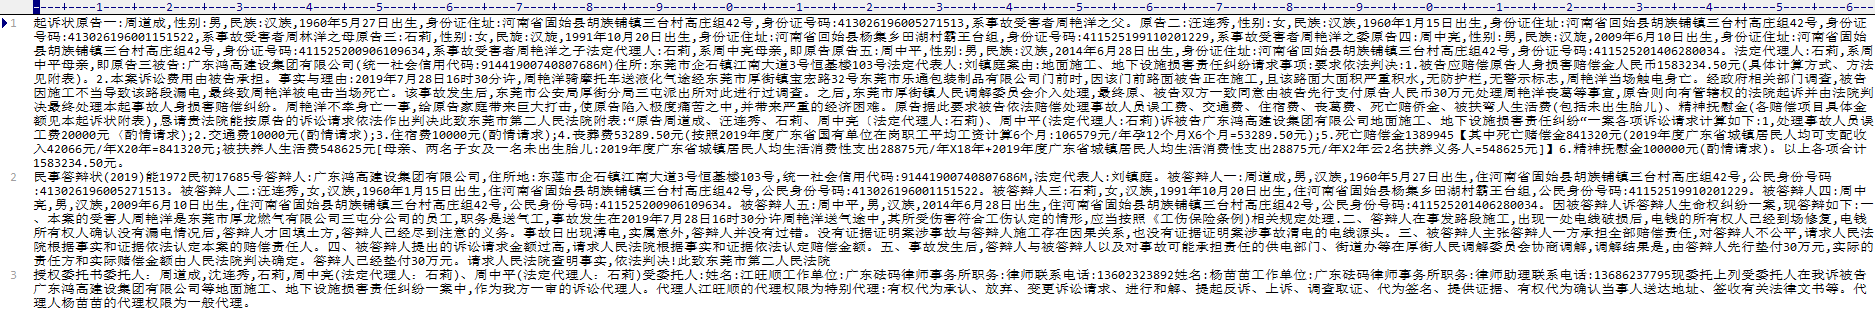 1 起诉状原告一:周道成,性别:男,民族:汉族,1960年5月27日出生,身份证住址:河南省固始县胡族铺镇三台村高庄组42号,身份证号码:413026196005271513,系事故受害者周艳洋之父。原告二:汪连秀,性别:女,民族:汉族,1960年1月15日出生,身份证住址:河南省回始县胡族铺镇三台村高庄组42号,身份证
号码:413026196001151522,系事故受害者周林洋之母原告三:石莉,性别:女,民族:汉族,1991年10月20日出生,身份证住址:河南省回始县杨集乡田湖村霸王台组,身份证号码:411525199110201229,系事故受害者周艳洋之委原告四:周中亮,别:男,民族:汉族,2009年6月10日出生,身份证住址:河南省固始
县胡族铺镇三台村高庄组42号,身份证号码:411525200906109634,系事故受害者周艳洋之子法定代理人:石莉,系周中亮母亲,即原告原告五:周中平,性别:男,民族:汉族,2014年6月28日出生,身份证住址:河南省回始县胡族铺镇三台村高庄组42号,身份证号码:411525201406280034。法定代理人:石莉,系周
中平母亲,即原告三被告:广东鸿高建设集团有限公司(统一社会信用代码:91441900740807686M)住所:东莞市企石镇江南大道3号恒基楼103号法定代表人:刘镇庭案由:地面施工、地下设施损害责任纠纷请求事项:要求依法判决:1.被告应赔偿原告人身损害赔偿金人民币1583234.50元(具体计算方式、方法
见附表)。2.本案诉讼费用由被告承担。事实与理由:2019年7月28日16时30分许,周艳洋骑摩托车送液化气途经东莞市厚街镇宝宏路32号东莞市乐通包装制品有限公司门前时,因该门前路面被告正在施工,且该路面大面积严重积水,无防护栏,无警示标志,周艳洋当场触电身亡。经政府相关部门调查,被告
因施工不当导致该路段漏电,最终致周艳洋被电击当场死亡。该事故发生后,东莞市公安局厚街分局三屯派出所对此进行过调查。之后,东莞市厚街镇人民调解委员会介入处理,最终原、被告双方一致同意由被告先行支付原告人民币30万元处理周艳洋丧葬等事宜,原告则向有管辖权的法院起诉并由法院判
决最终处理本起事故人身损害赔偿纠纷。周艳洋不幸身亡一事,给原告家庭带来巨大打击,使原告陷入极度痛苦之中,并带来严重的经济困难。原告据此要求被告依法赔偿处理事故人员误工费、交通费、住宿费、丧葛费、死亡赔侨金、被扶弯人生活费(包括未出生胎儿)、精神抚慰金(各赔偿项目具体金
额见本起诉状附表),恳请贵法院能按原告的诉讼请求依法作出判决此致东莞市第二人民法院附表:"原告周道成、汪连秀、石莉、周中亮〔法定代理人:石莉)、周中平(法定代理人:石莉)诉被告广东鸿高建设集团有限公司地面施工、地下设施损害责任纠纷"一案各项诉讼请求计算如下:1,处理事故人员误
工费20000元〈酌情请求);2.交通费10000元(酌情请求);3.住宿费10000元(酌情请求);4.丧葬费53289.50元(按照2019年度广东省国有单位在岗职工平均工资计算6个月:106579元/年孕12个月X6个月=53289.50元);5.死亡赔偿金1389945【其中死亡赌偿金841320元(2019年度广东省城镇居民人均可支配收
入42066元/年X20年=841320元;被扶养人生活费548625元[母亲、两名子女及一名未出生胎儿:2019年度广东省城镇居民人均生活消费性支出28875元/年X18年+2019年度广东省城镇居民人均生活消费性支出28875元/年X2年云2名扶养义务人=548625元]】6.精神抚慰金100000元(酌情请求)。以上各项合计
1583234.50元。
2 民事答辩状(2019)能1972民初17685号答辩人:广东鸿高建设集团有限公司,住所地:东莲市企石镇江南大道3号恒基楼103号,统一社会信用代码:91441900740807686M,法定代表人:刘镇庭。被答辩人一:周道成,男,汉族,1960年5月27日出生,住河南省固始县胡族铺镇三台村高庄组42号,公民身份号码
:413026196005271513。被答辩人二:汪连秀,女,汉族,1960年1月15日出生,住河南省固始县胡族铺镇三台村高庄组42号,公民身份号码:413026196001151522。被答辩人三:石莉,女,汉族,1991年10月20日出生,住河南省固始县杨集乡田湖村霸王台组,公民身份号码:41152519910201229。被答辩人四:周中
亮,男,汉族,2009年6月10日出生,住河南省固始县胡族铺镇三台村高庄组42号,公民身份号码:411525200906109634。被答辩人五:周中平,男,汉族,2014年6月28日出生,住河南省固始县胡族铺镇三台村高庄组42号,公民身份号码:411525201406280034。因被答辩人诉答辩人生命权纠纷一案,现答辩如下:一
、本案的受害人周艳洋是东莞市厚龙燃气有限公司三屯分公司的员工,职务是送气工,事故发生在2019年7月28日16时30分许周艳洋送气途中,其所受伤害符合工伤认定的情形,应当按照《工伤保险条例)相关规定处理.二、答辩人在事发路段施工,出现一处电线破损后,电钱的所有权人已经到场修复,电钱
所有权人确认没有漏电情况后,答辩人才回填土方,答辩人已经尽到注意的义务。事故日出现溥电,实属意外,答辩人并没有过错。没有证据证明案涉事故与答辩人施工存在因果关系,也没有证据证明案涉事故渭电的电线源头。三、被答辩人主张答辩人一方承担全部赔偿责任,对答辩人不公平,请求人民法
院根据事实和证据依法认定本案的赔偿责任人。四、被答辩人提出的诉讼请求金额过高,请求人民法院根据事实和证据依法认定赔偿金额。五、事故发生后,答辩人与被答辩人以及对事故可能承担责任的供电部门、街道办等在厚街人民调解委员会协商调解,调解结果是,由答辩人先行垫付30万元,实际的
责任方和实际赔偿金额由人民法院判决确定。答辩人已经垫付30万元。请求人民法院查明事实,依法判决!此致东莞市第二人民法院
3 授权委托书委托人: 周道成,沈连秀,石莉,周中亮(法定代理人: 石莉)、周中平(法定代理人: 石莉)受委托人:姓名:江旺顺工作单位:广东砝码律师事务所职务:律师联系电话:13602323892姓名:杨苗苗工作单位:广东砝码律师事务所职务:律师助理联系电话:13686237795现委托上列受委托人在我诉被告
广东鸿高建设集团有限公司等地面施工、地下设施损害责任纠纷一案中,作为我方一审的诉讼代理人。代理人江旺顺的代理权限为特别代理:有权代为承认、放弃、变更诉讼请求、进行和解、提起反诉、上诉、调查取证、代为签名、提供证据、有权代为确认当事人送达地址、签收有关法律文书等。代
理人杨苗苗的代理权限为一般代理。